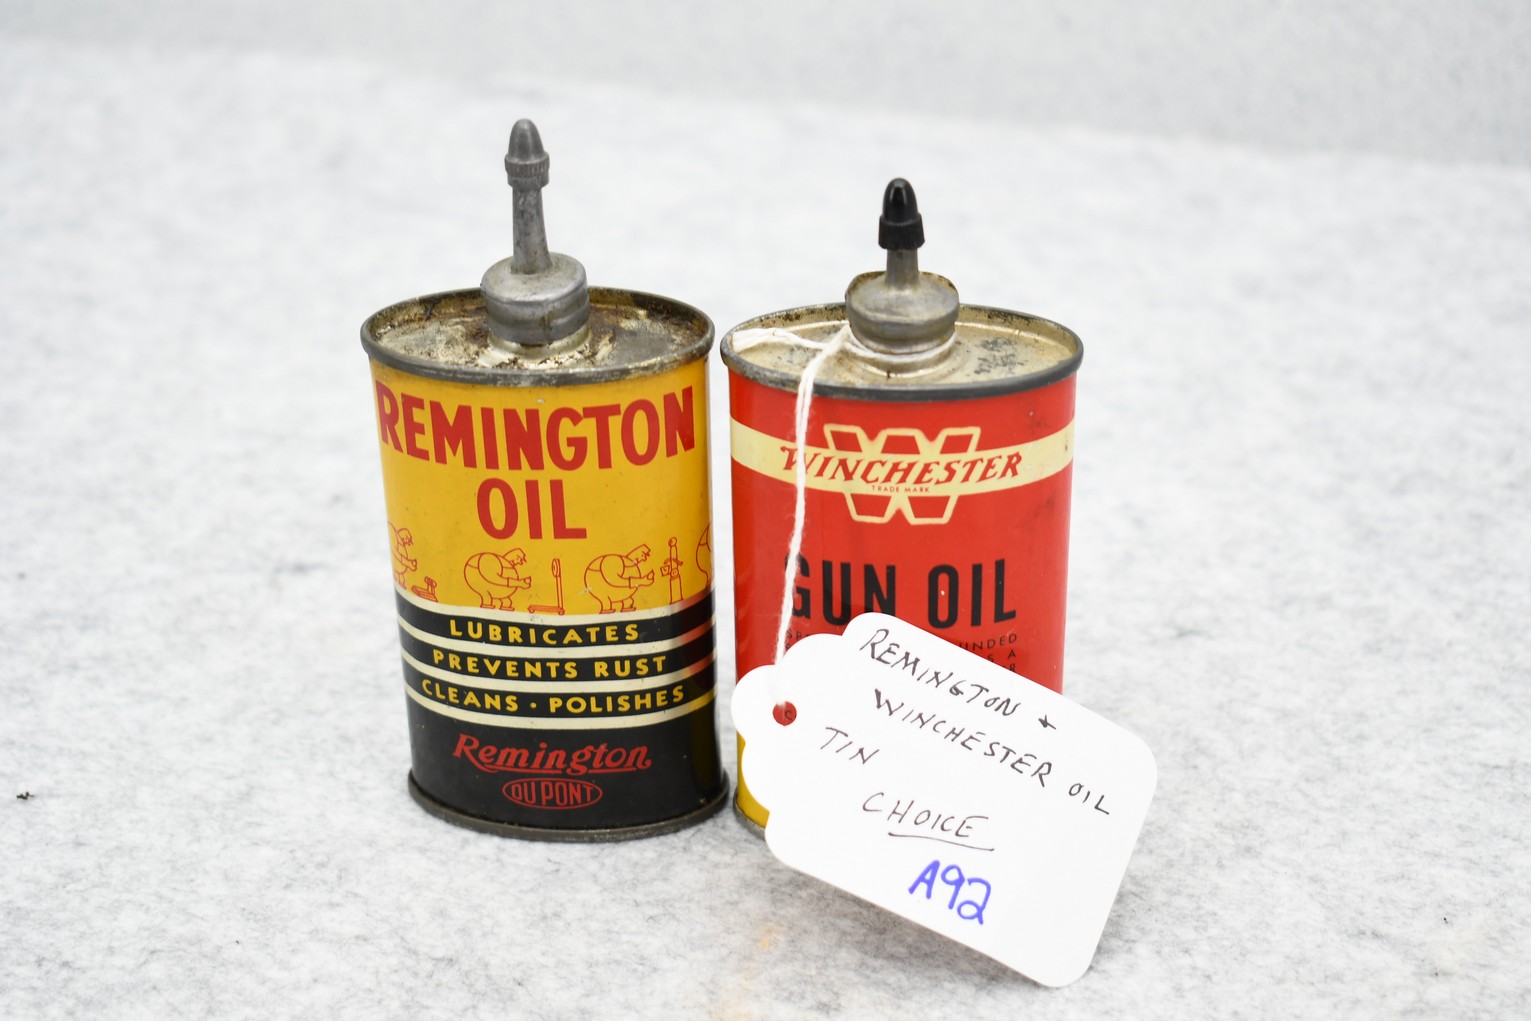 REMINGTON
OIL
LUBRICATES
PREVENTS RUST
CLEANS · POLISHES
Remington
DU PONT
WINCHESTER
TRADE MARK
GUN OIL
A
REMINGTON +
WINCHESTER OIL
TIN
CHOICE
A92